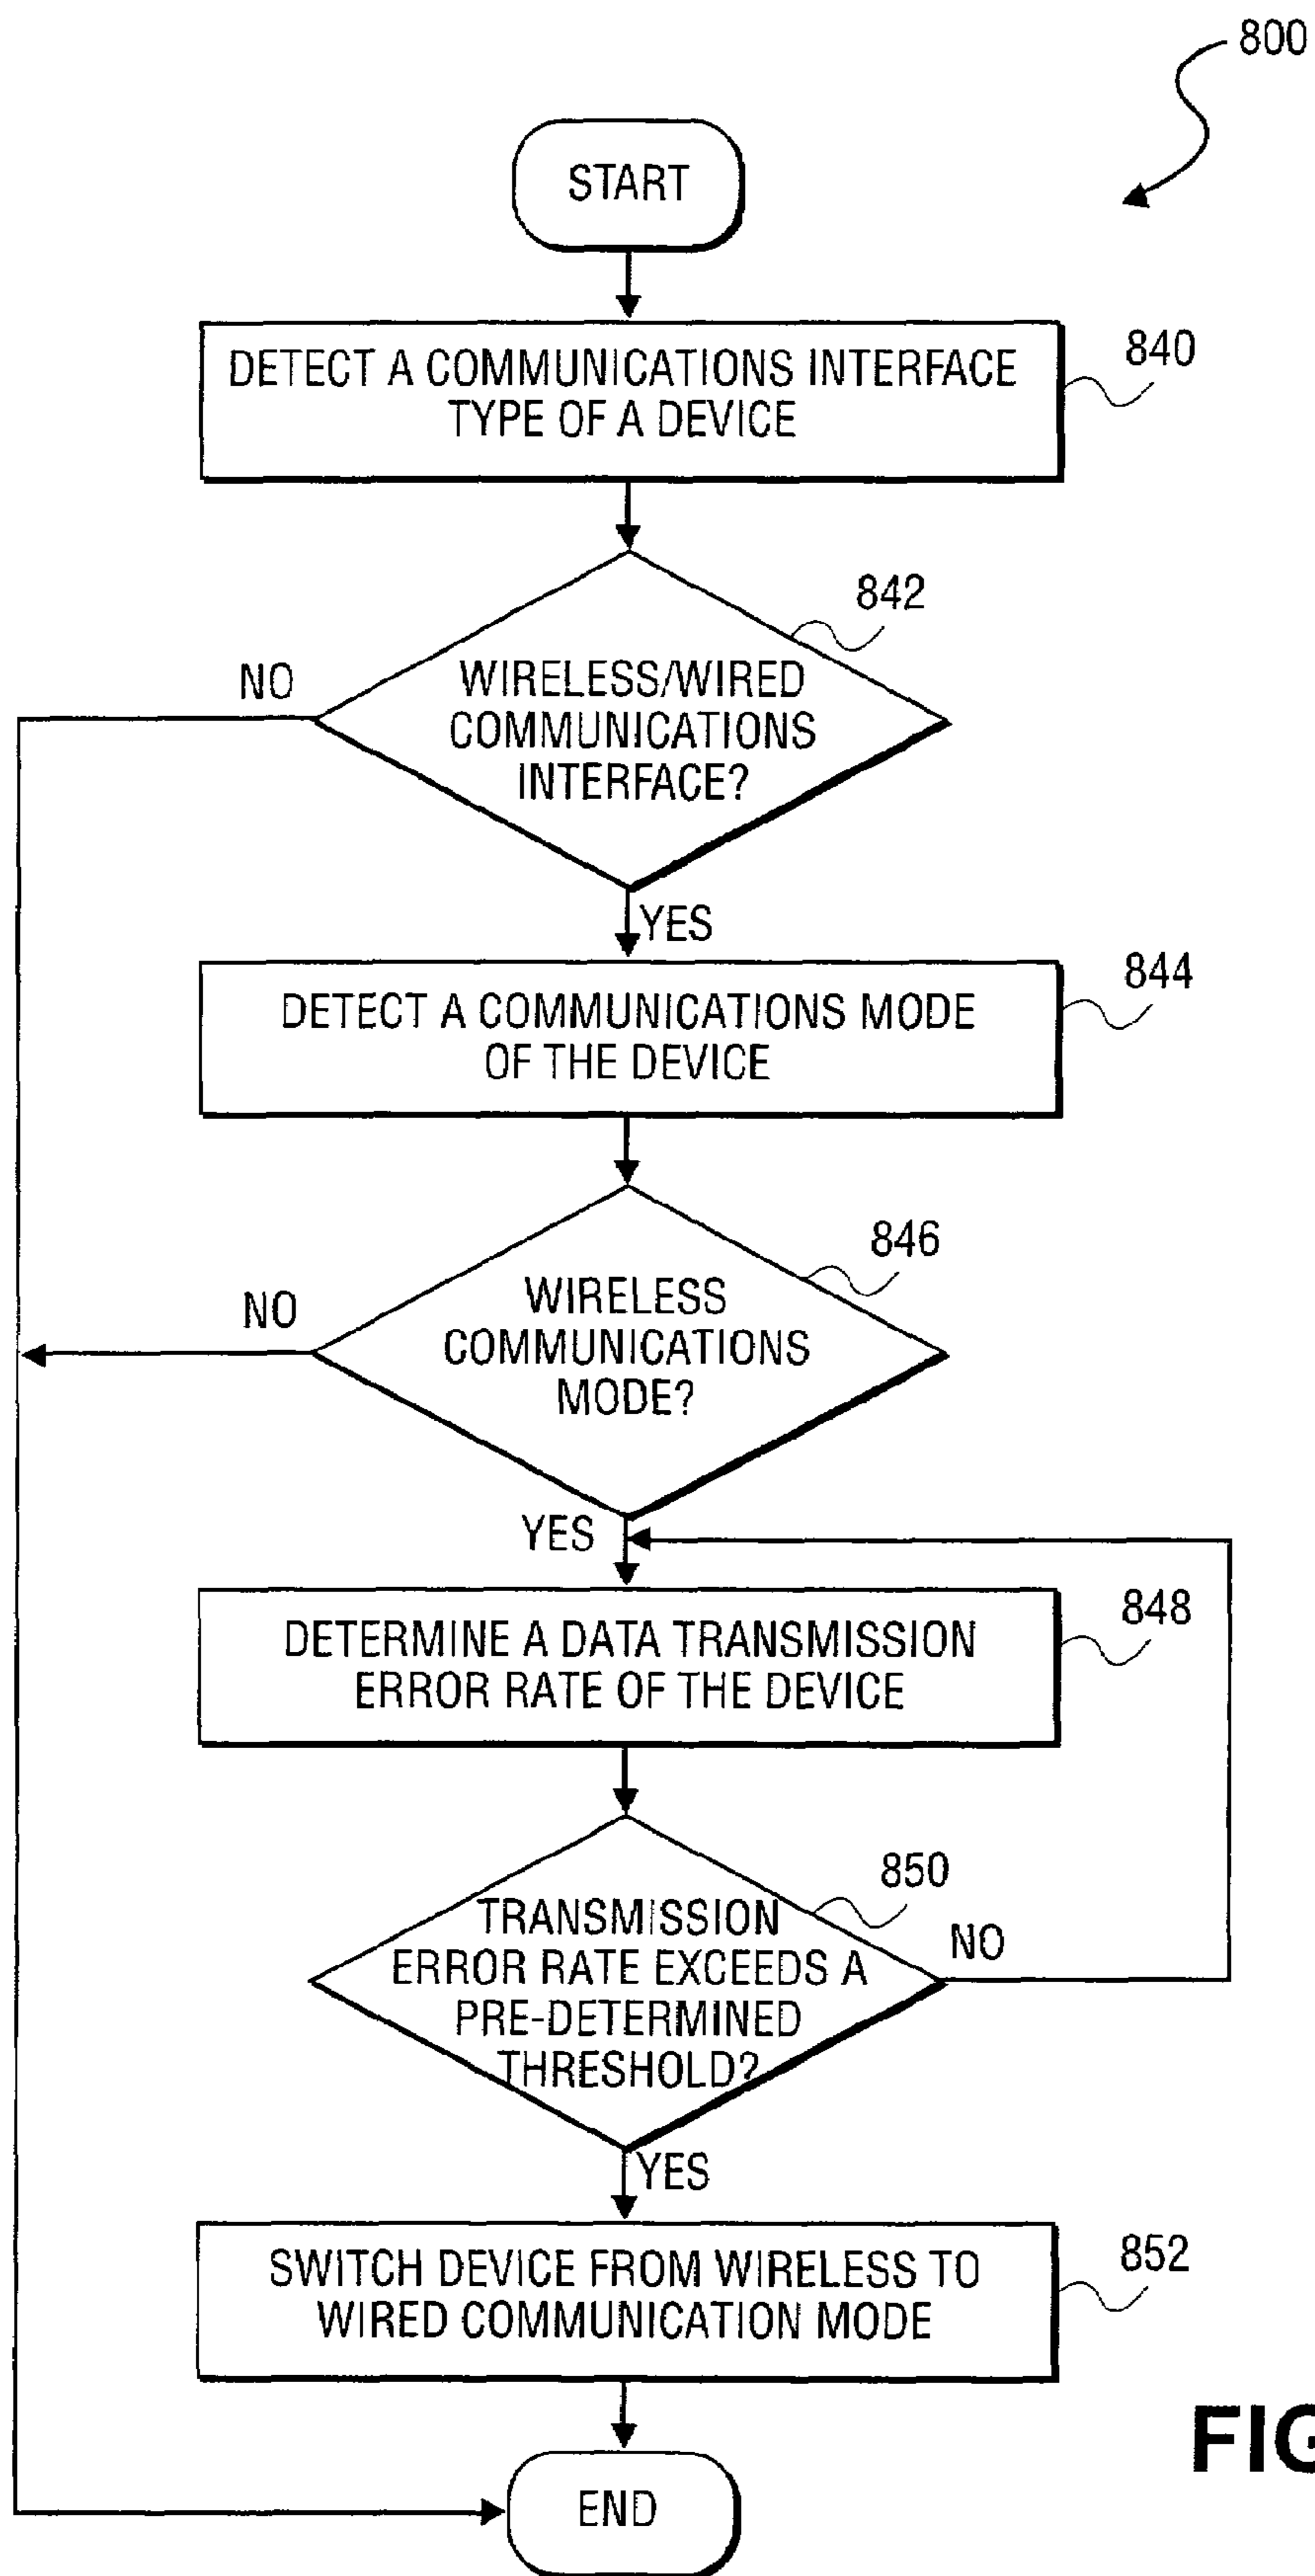 800
START
DETECT A COMMUNICATIONS INTERFACE
TYPE OF A DEVICE
840
842
NO
WIRELESS/WIRED
COMMUNICATIONS
INTERFACE?
YES
844
DETECT A COMMUNICATIONS MODE
OF THE DEVICE
846
NO
WIRELESS
COMMUNICATIONS
MODE?
YES
848
DETERMINE A DATA TRANSMISSION
ERROR RATE OF THE DEVICE
850
TRANSMISSION
ERROR RATE EXCEEDS A
PRE-DETERMINED
THRESHOLD?
NO
YES
852
SWITCH DEVICE FROM WIRELESS TO
WIRED COMMUNICATION MODE
END